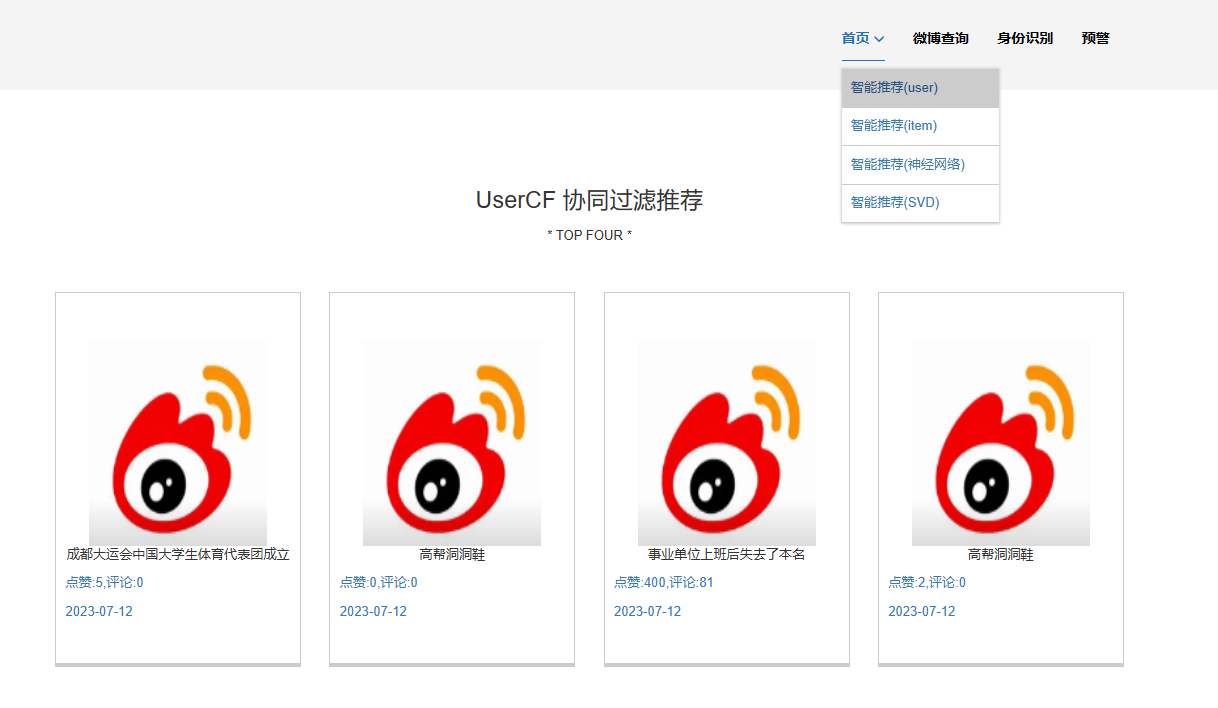 首页 微博查询 身份识别 预警
智能推荐(user)
智能推荐(item)
智能推荐(神经网络)
智能推荐(SVD)
UserCF 协同过滤推荐
* TOP FOUR *
成都大运会中国大学生体育代表团成立
点赞:5,评论:0
2023-07-12
高帮洞洞鞋
点赞:0,评论:0
2023-07-12
事业单位上班后失去了本名
点赞:400,评论:81
2023-07-12
高帮洞洞鞋
点赞:2,评论:0
2023-07-12